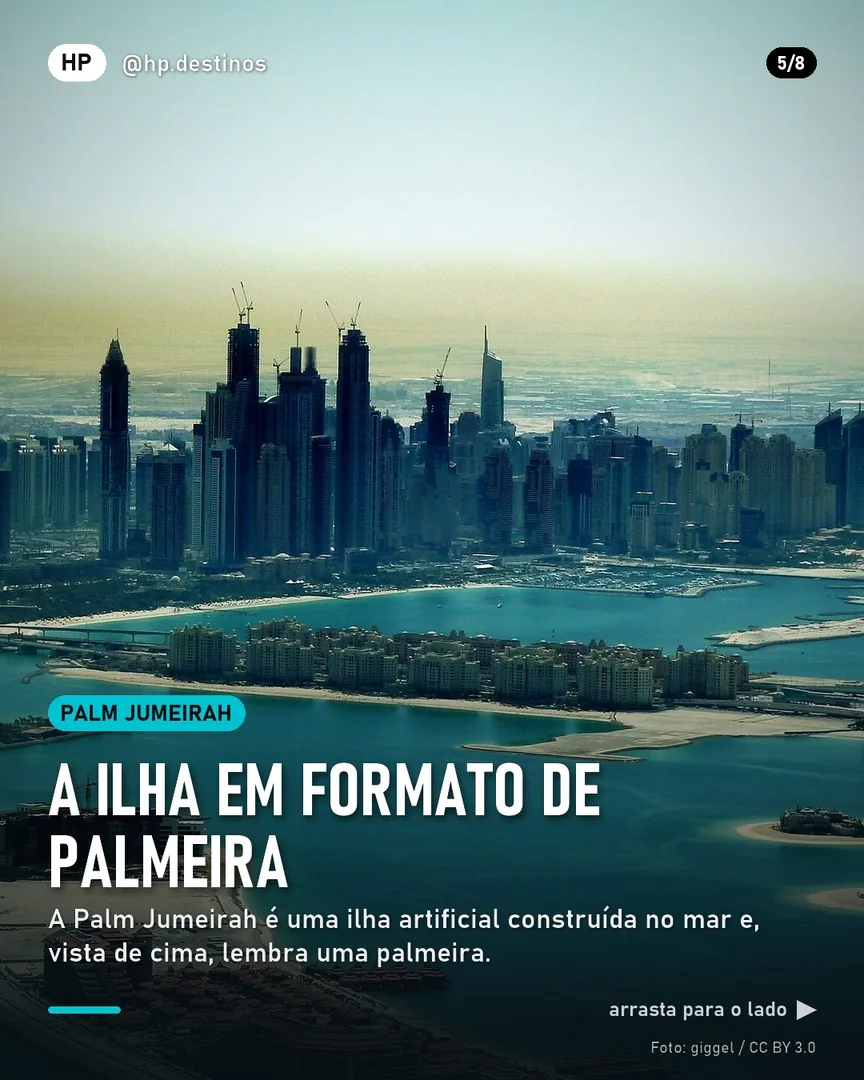 HP @hp.destinos 5/8
PALM JUMEIRAH
A ILHA EM FORMATO DE
PALMEIRA
A Palm Jumeirah é uma ilha artificial construída no mar e,
vista de cima, lembra uma palmeira.
arrasta para o lado ▶
Foto: giggel / CC BY 3.0